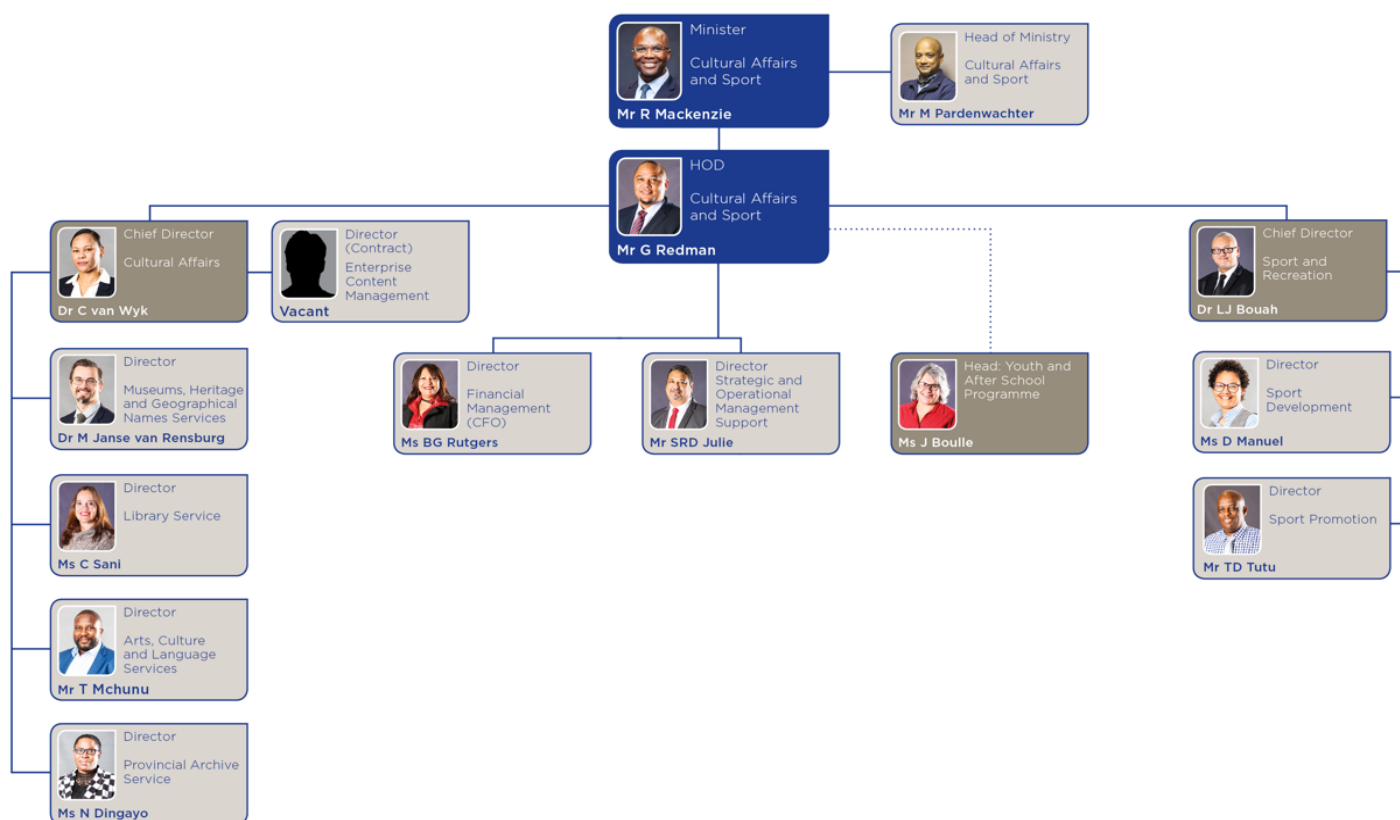 Minister
Cultural Affairs
and Sport
Mr R Mackenzie
Head of Ministry
Cultural Affairs
and Sport
Mr M Pardenwachter
HOD
Cultural Affairs
and Sport
Mr G Redman
Chief Director
Cultural Affairs
Dr C van Wyk
Director
(Contract)
Enterprise
Content
Management
Vacant
Chief Director
Sport and
Recreation
Dr LJ Bouah
Director
Museums, Heritage
and Geographical
Names Services
Dr M Janse van Rensburg
Director
Financial
Management
(CFO)
Ms BG Rutgers
Director
Strategic and
Operational
Management
Support
Mr SRD Julie
Head: Youth and
After School
Programme
Ms J Boulle
Director
Sport
Development
Ms D Manuel
Director
Library Service
Ms C Sani
Director
Sport Promotion
Mr TD Tutu
Director
Arts, Culture
and Language
Services
Mr T Mchunu
Director
Provincial Archive
Service
Ms N Dingayo